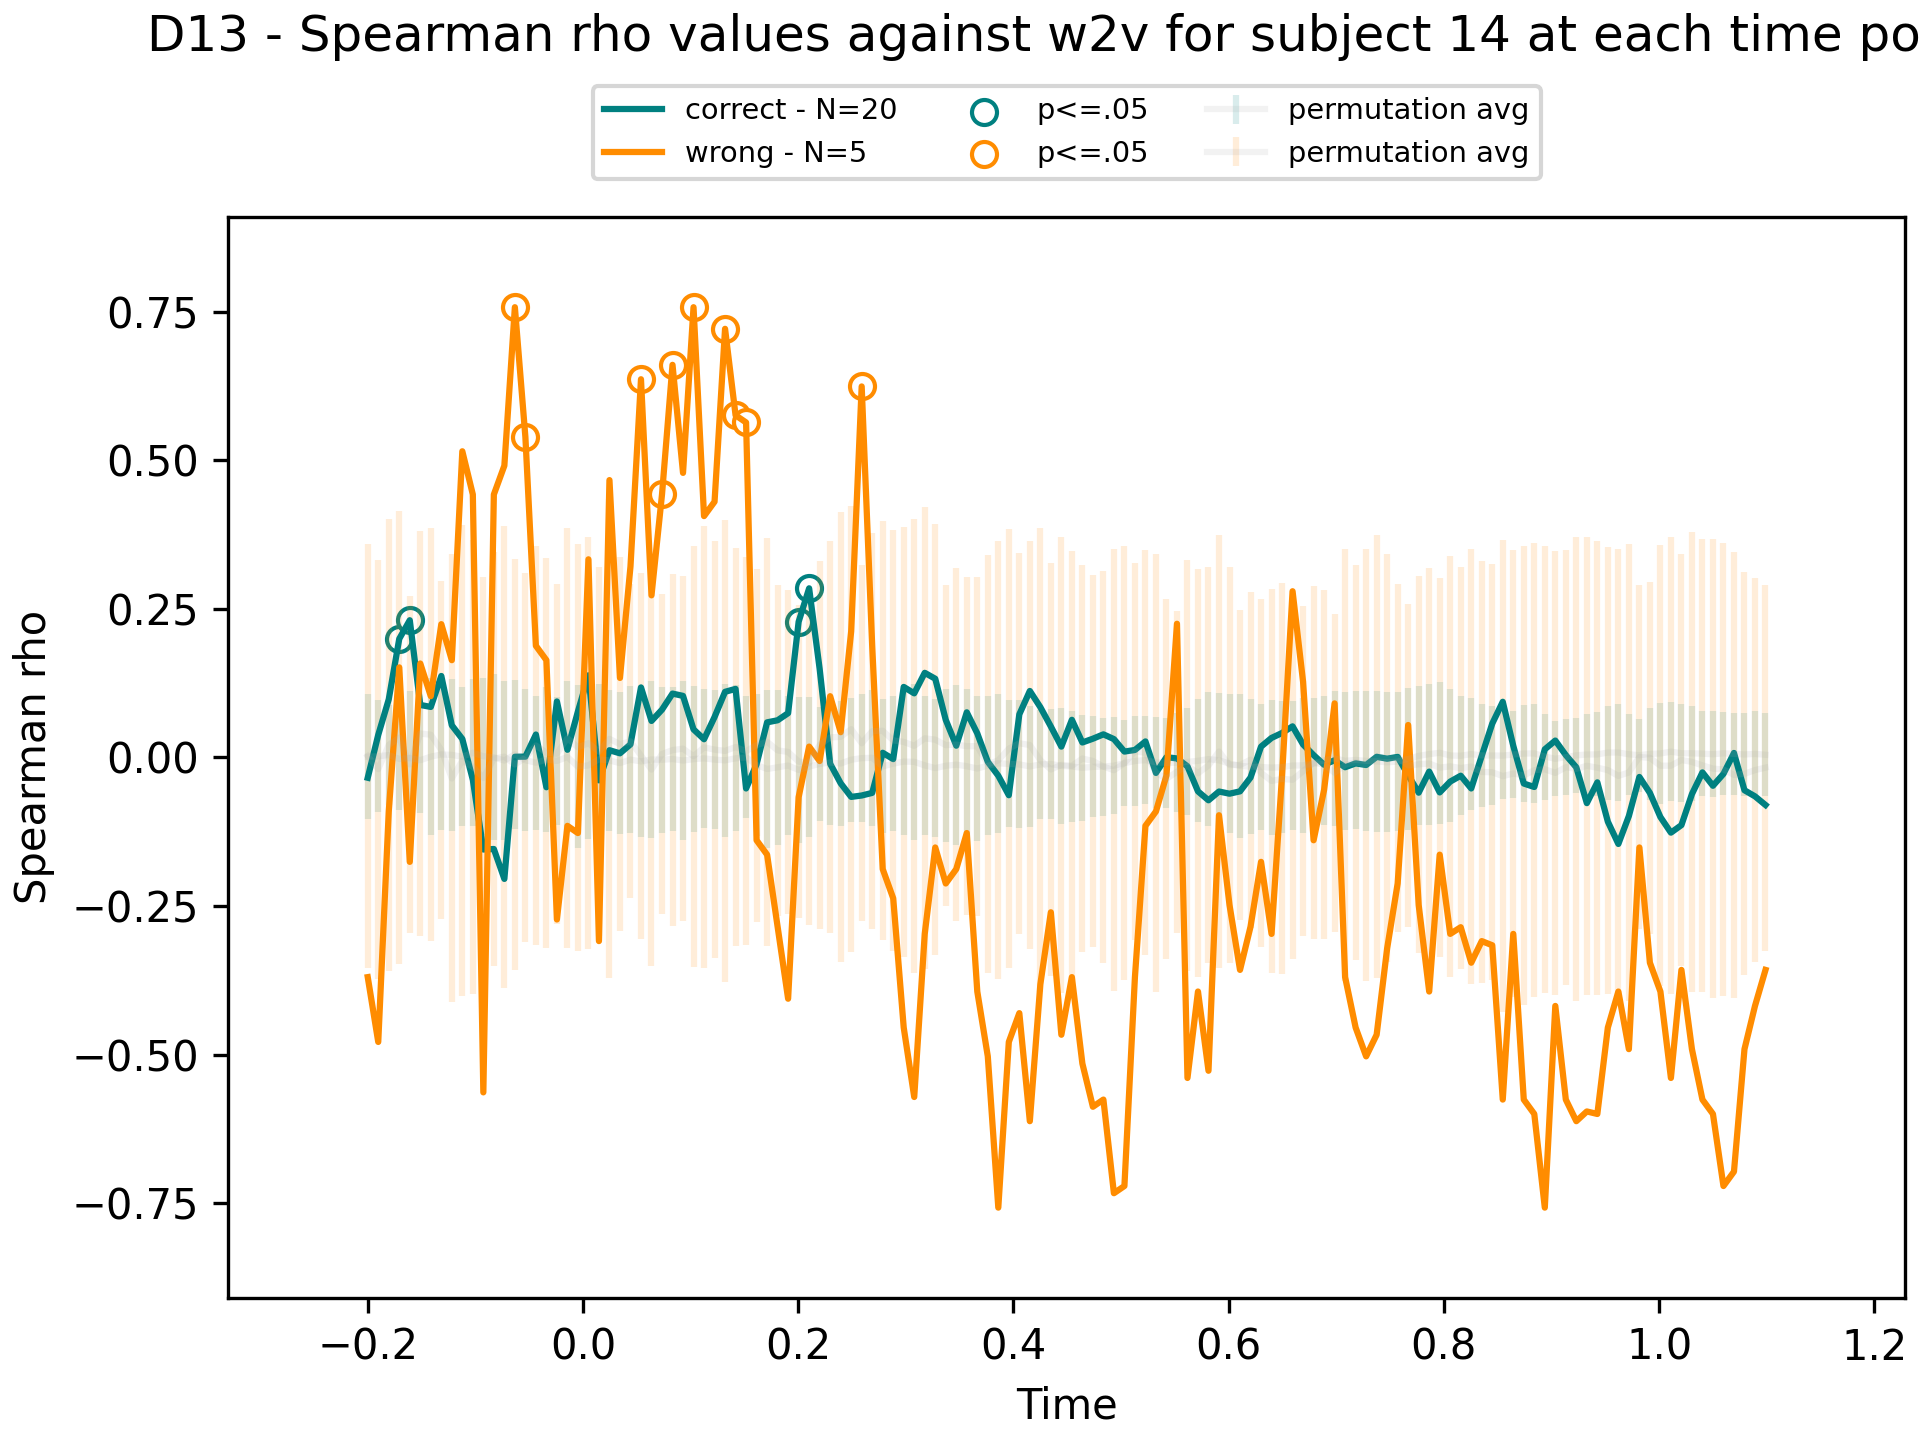 D13 - Spearman rho values against w2v for subject 14 at each time po
correct - N=20
wrong - N=5
p<=.05
p<=.05
permutation avg
permutation avg
Spearman rho
0.75
0.50
0.25
0.00
−0.25
−0.50
−0.75
−0.2 0.0 0.2 0.4 0.6 0.8 1.0 1.2
Time